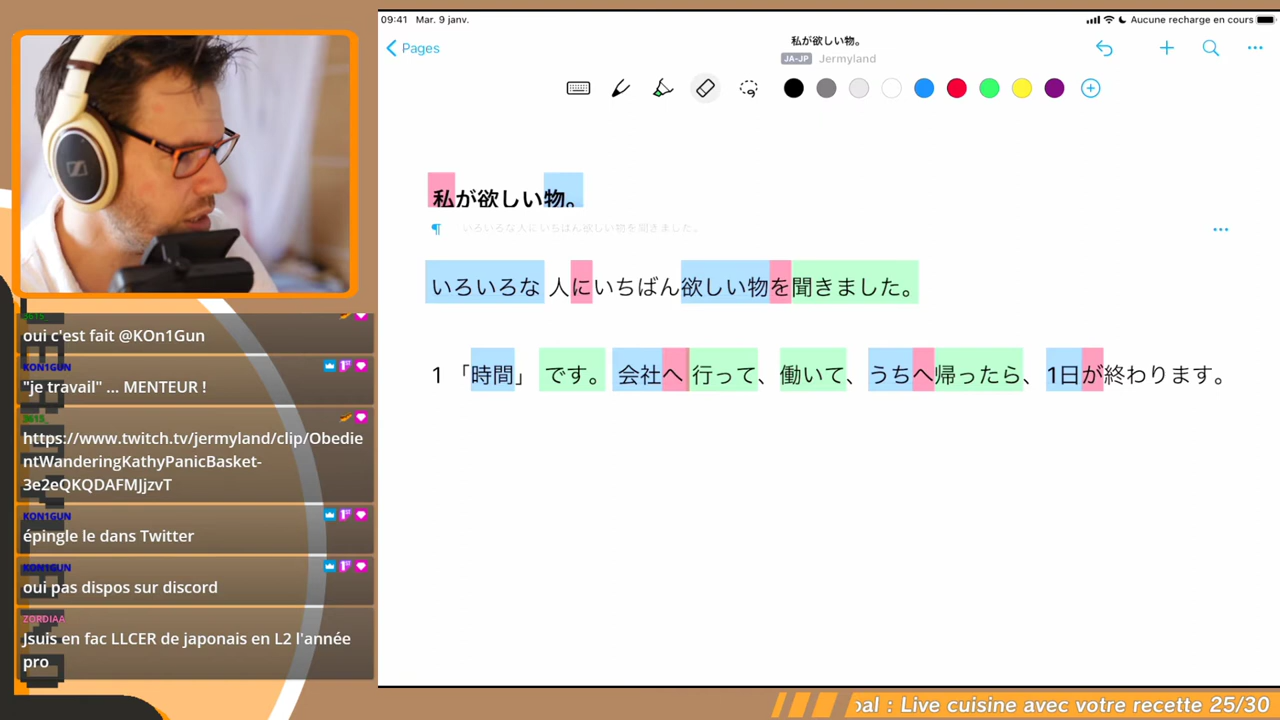 09:41 Mar. 9 janv.
Aucune recharge en cours
Pages
私が欲しい物。
JA-JP Jermyland
私が欲しい物。
いろいろな人にいちばん欲しい物を聞きました。
いろいろな人にいちばん欲しい物を聞きました。
1「時間」です。会社へ行って、働いて、うちへ帰ったら、1日が終わります。
oui c'est fait @KOn1Gun
KON1GUN
"je travail" ... MENTEUR !
3615_
https://www.twitch.tv/jermyland/clip/Obedie
ntWanderingKathyPanicBasket-
3e2eQKQDAFMJjzvT
KON1GUN
épingle le dans Twitter
KON1GUN
oui pas dispos sur discord
ZORDIAA
Jsuis en fac LLCER de japonais en L2 l'année
pro
al : Live cuisine avec votre recette 25/30